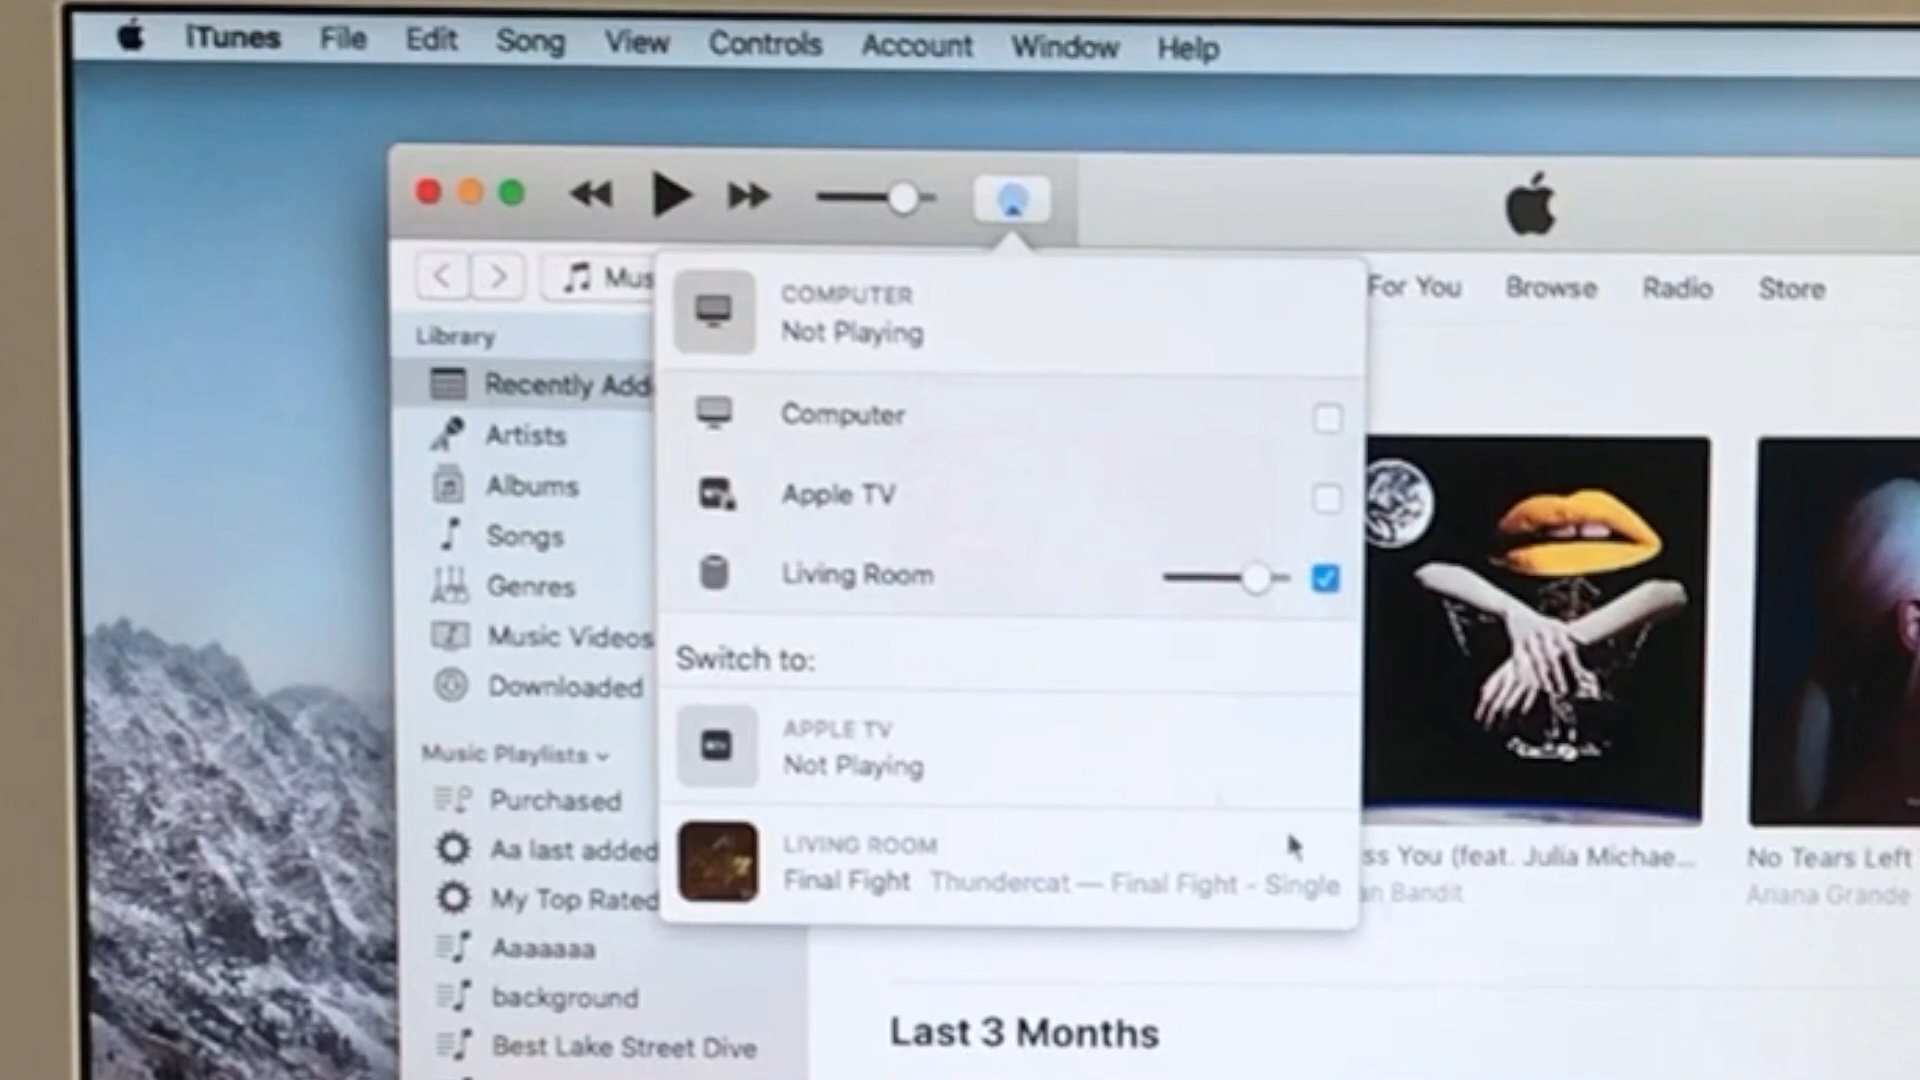 iTunes File Edit Song View Controls Account Window Help
For You Browse Radio Store
Library
Recently Add
Artists
Albums
Songs
Genres
Music Videos
Downloaded
Music Playlists
Purchased
Aa last added
My Top Rated
Aaaaaaa
background
Best Lake Street Dive
COMPUTER
Not Playing
Computer
Apple TV
Living Room
Switch to:
APPLE TV
Not Playing
LIVING ROOM
Final Fight Thundercat — Final Fight - Single
ss You (feat. Julia Michae...
an Bandit
No Tears Left
Ariana Grande
Last 3 Months